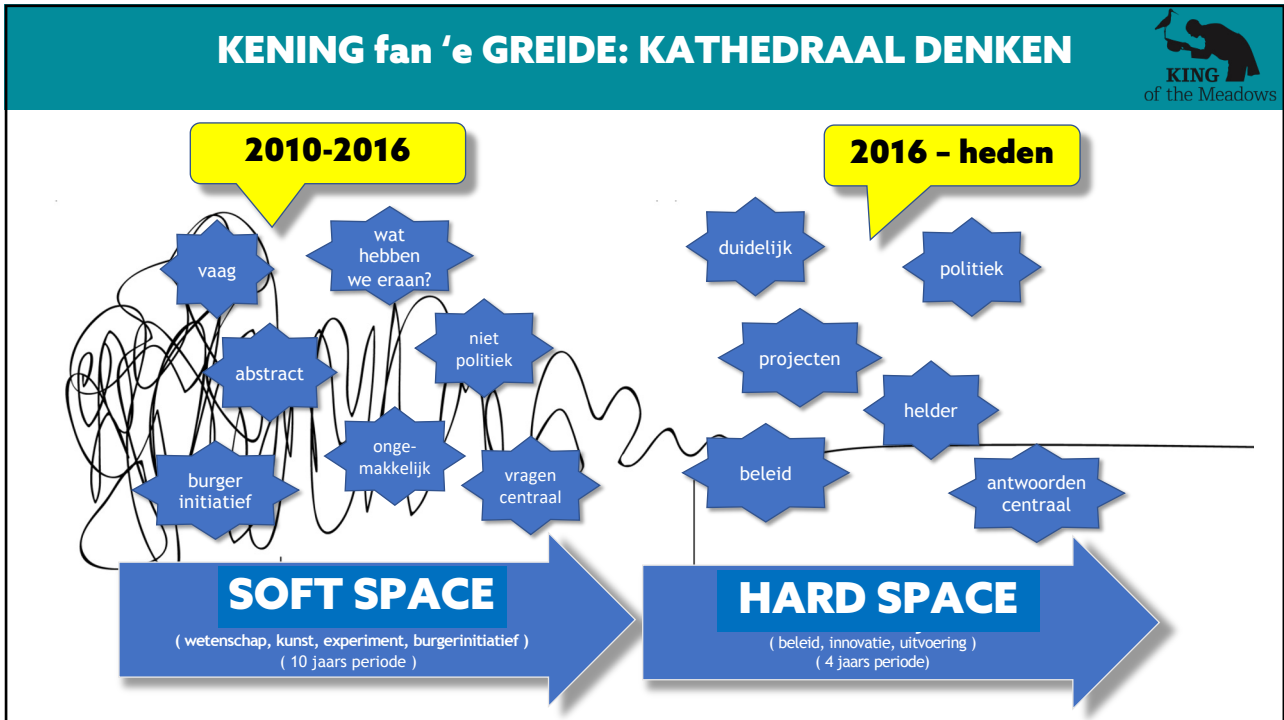 KENING fan ‘e GREIDE: KATHEDRAAL DENKEN
KING
of the Meadows
2010-2016
2016 – heden
vaag
wat
hebben
we eraan?
abstract
niet
politiek
burger
initiatief
onge-
makkelijk
vragen
centraal
duidelijk
politiek
projecten
helder
beleid
antwoorden
centraal
SOFT SPACE
( wetenschap, kunst, experiment, burgerinitiatief )
( 10 jaars periode )
HARD SPACE
( beleid, innovatie, uitvoering )
( 4 jaars periode)